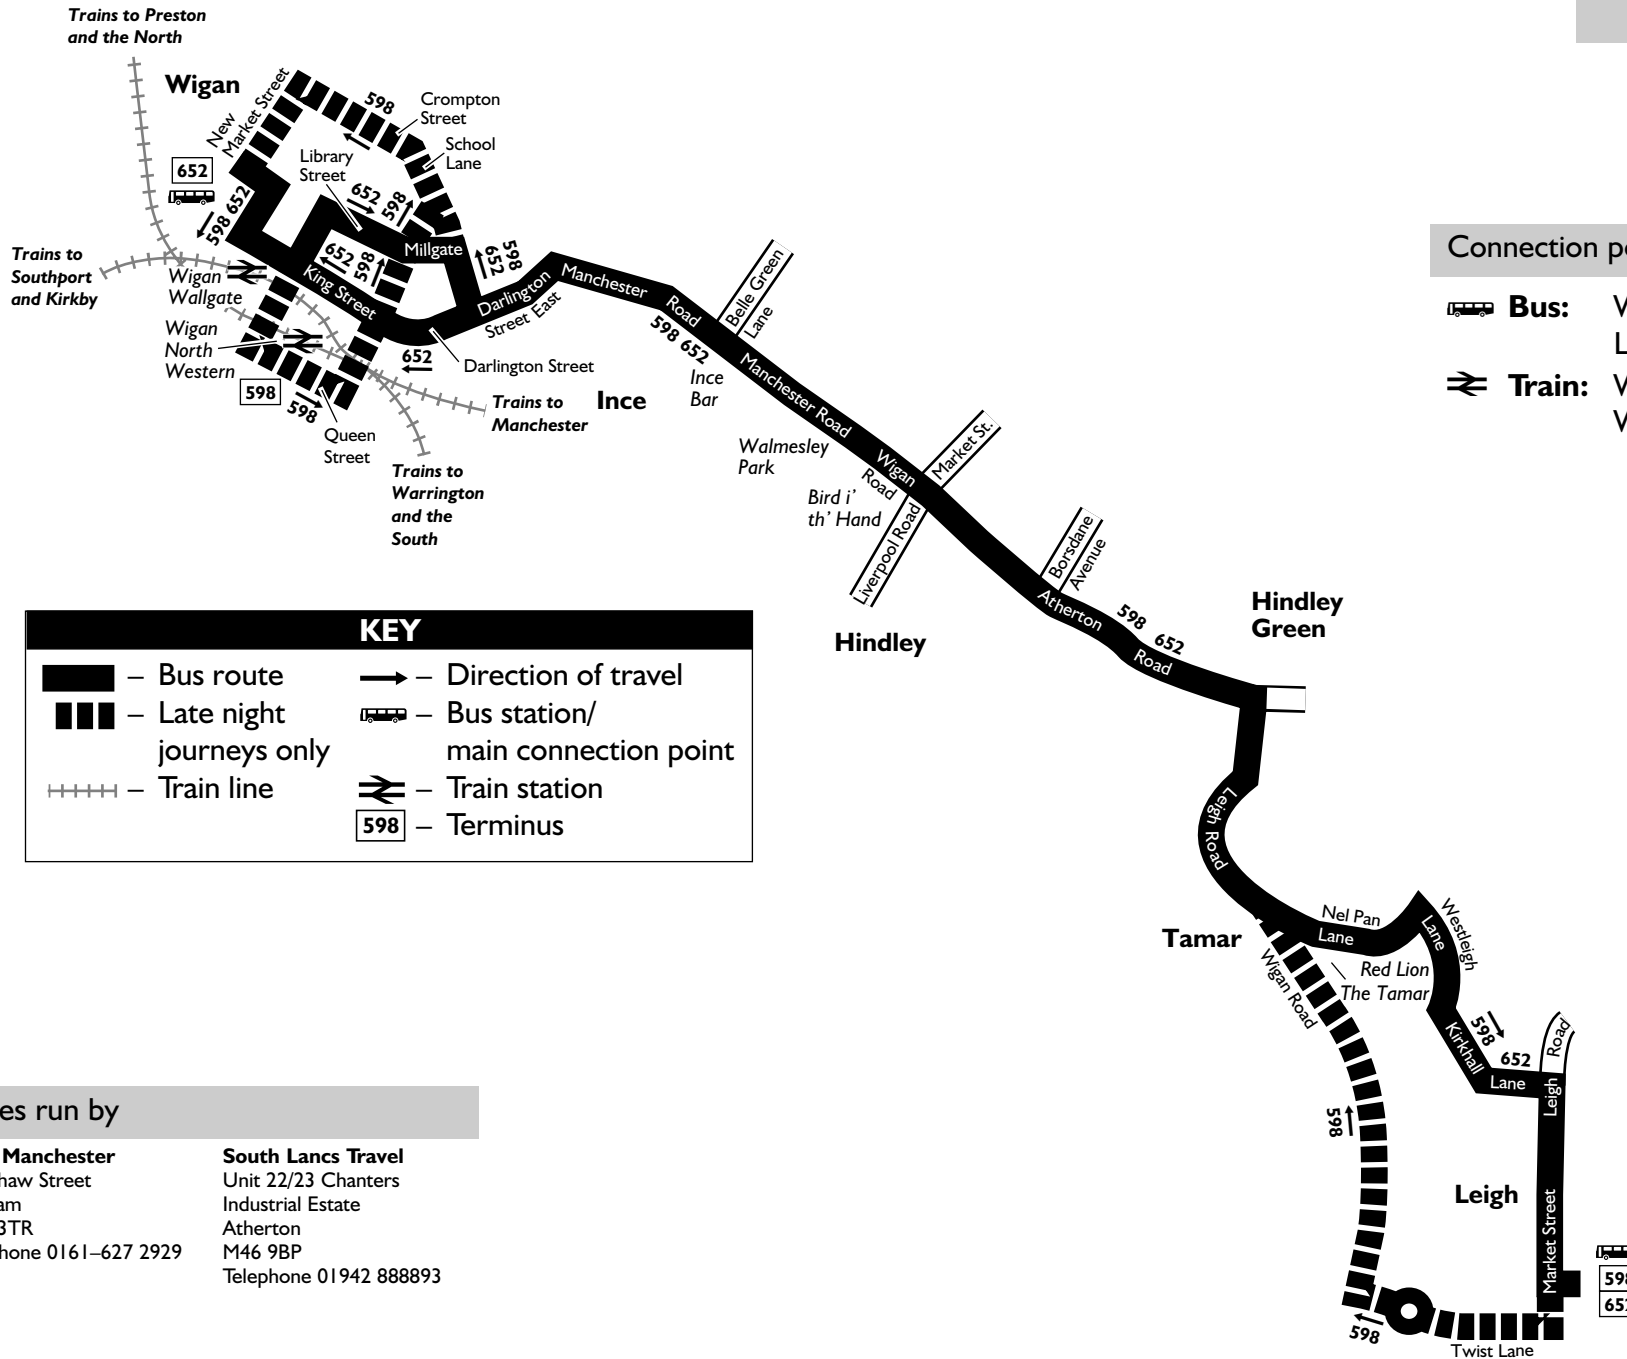 Trains to Preston
and the North
Wigan
New
Market Street
598
Crompton
Street
School
Lane
Library
Street
652
652
598
598 652
Millgate
652
598
598
652
Trains to
Southport
and Kirkby
Wigan
Wallgate
King Street
Darlington
Street East
Manchester
Road
Belle Green
Lane
598 652
Wigan
North
Western
652
Darlington Street
598
598
Queen
Street
Trains to
Manchester
Ince
Ince
Bar
Manchester Road
Trains to
Warrington
and the
South
Walmesley
Park
Wigan
Road
Market St.
Bird i'
th' Hand
Liverpool Road
Borsdane
Avenue
Hindley
Atherton
Road
598
652
Hindley
Green
Connection p
Bus:
Train:
KEY
– Bus route
– Late night
journeys only
– Train line
– Direction of travel
– Bus station/
main connection point
– Train station
598 – Terminus
Leigh Road
Tamar
Nel Pan
Lane
Westleigh
Lane
Wigan Road
Red Lion
The Tamar
598
652
Kirkhall
Lane
Road
Leigh
598
Leigh
Market Street
598
Twist Lane
es run by
Manchester
haw Street
am
3TR
hone 0161–627 2929
South Lancs Travel
Unit 22/23 Chanters
Industrial Estate
Atherton
M46 9BP
Telephone 01942 888893